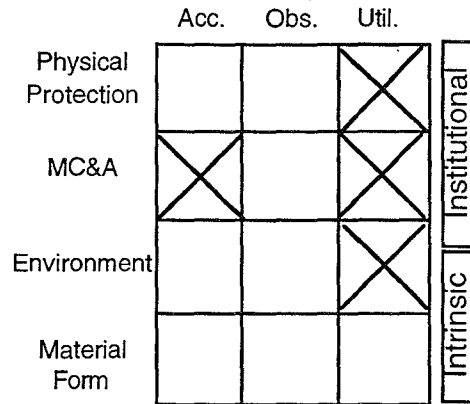 Acc. Obs. Util.
Physical
Protection
MC&A
Environment
Material
Form
Institutional
Intrinsic